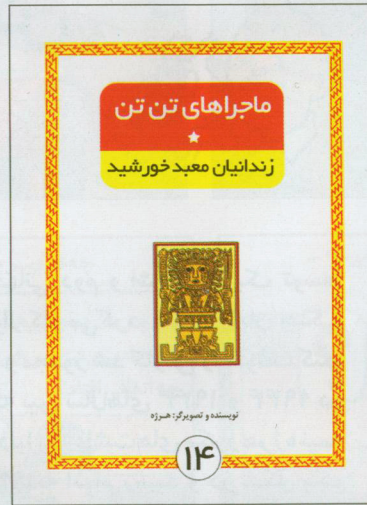 ماجراهای تن تن
زندانیان معبد خورشید
نویسنده و تصویرگر: هرژه
۱۴